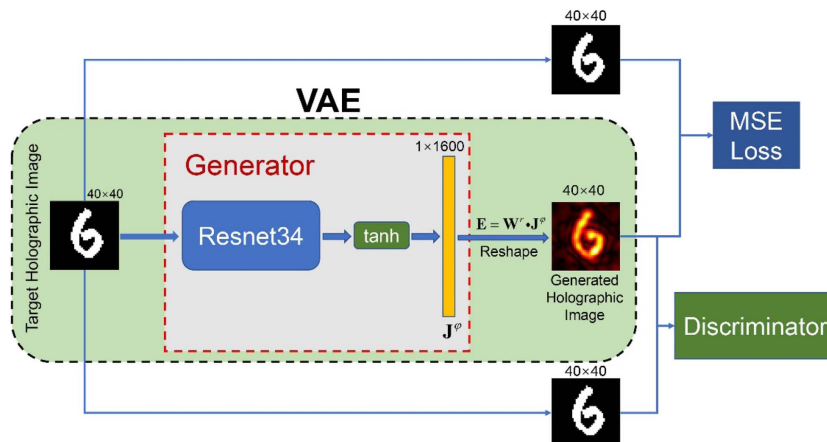 40×40
VAE
MSE
Loss
Target Holographic Image
40×40
Generator
Resnet34
tanh
1×1600
J^φ
E = W^r • J^φ
Reshape
40×40
Generated
Holographic
Image
Discriminator
40×40